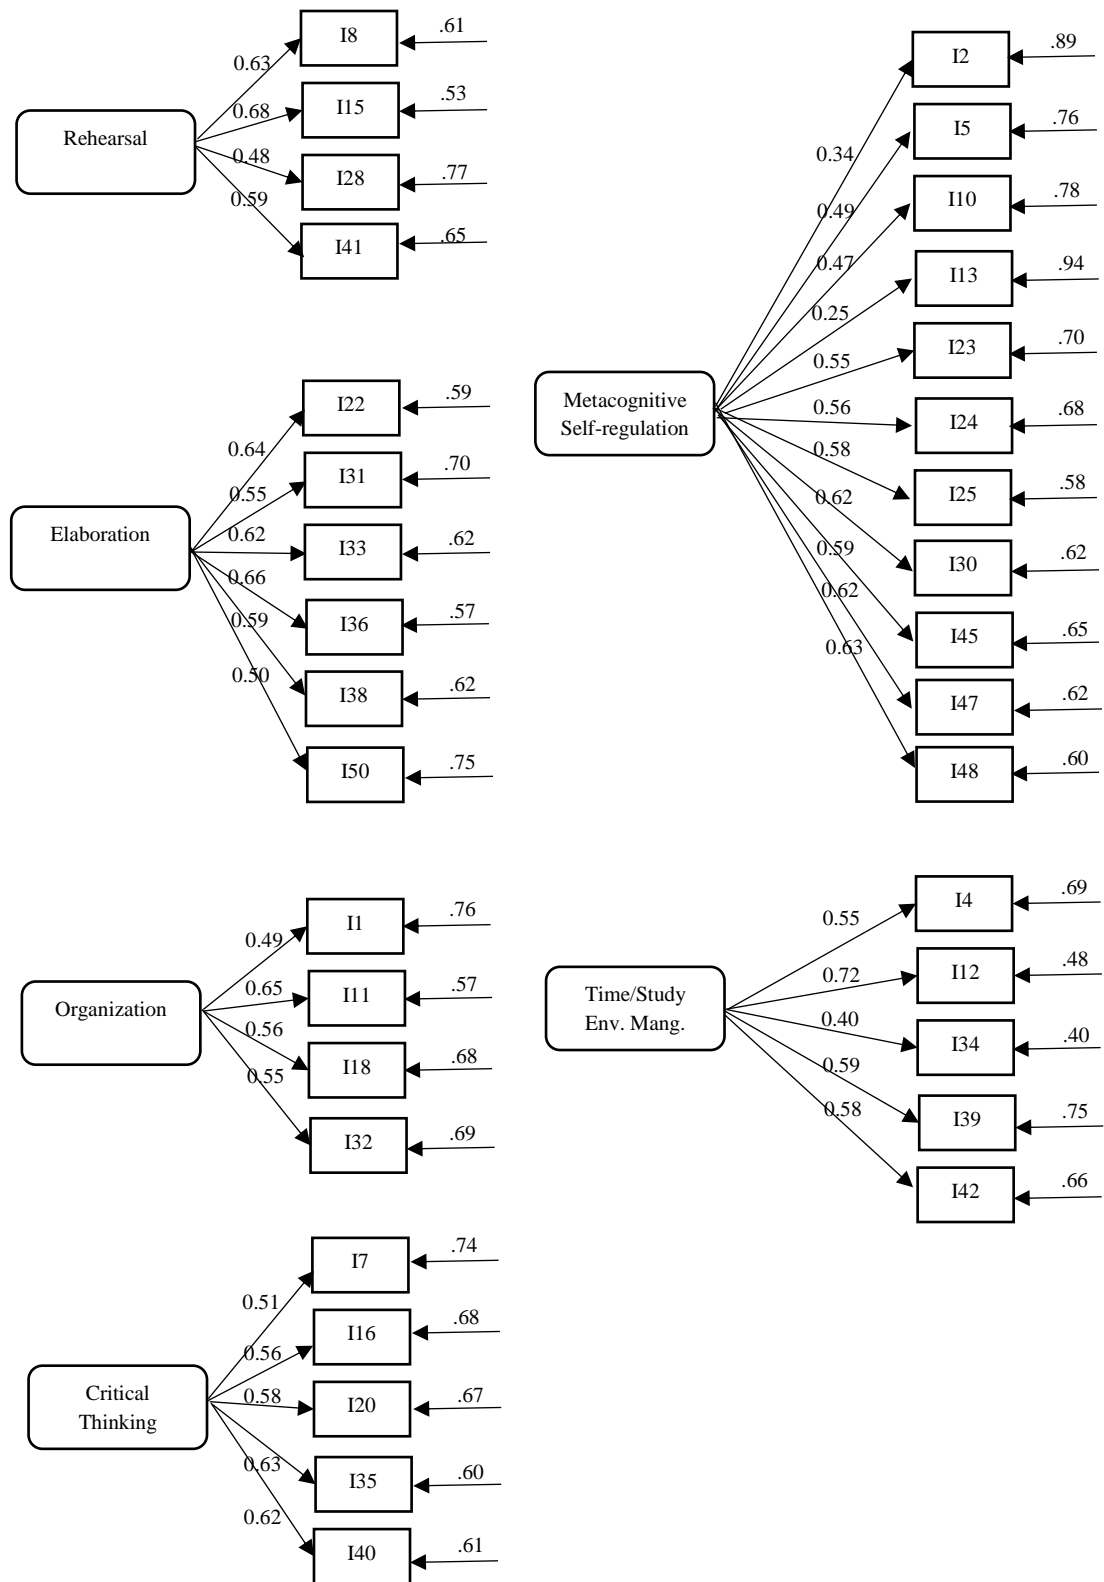 Rehearsal
0.63
0.68
0.48
0.59
I8
.61
I15
.53
I28
.77
I41
.65
Elaboration
0.64
0.55
0.62
0.66
0.59
0.50
I22
.59
I31
.70
I33
.62
I36
.57
I38
.62
I50
.75
Organization
0.49
0.65
0.56
0.55
I1
.76
I11
.57
I18
.68
I32
.69
Critical
Thinking
0.51
0.56
0.58
0.63
0.62
I7
.74
I16
.68
I20
.67
I35
.60
I40
.61
Metacognitive
Self-regulation
0.34
0.49
0.47
0.25
0.55
0.56
0.58
0.62
0.59
0.62
0.63
I2
.89
I5
.76
I10
.78
I13
.94
I23
.70
I24
.68
I25
.58
I30
.62
I45
.65
I47
.62
I48
.60
Time/Study
Env. Mang.
0.55
0.72
0.40
0.59
0.58
I4
.69
I12
.48
I34
.40
I39
.75
I42
.66